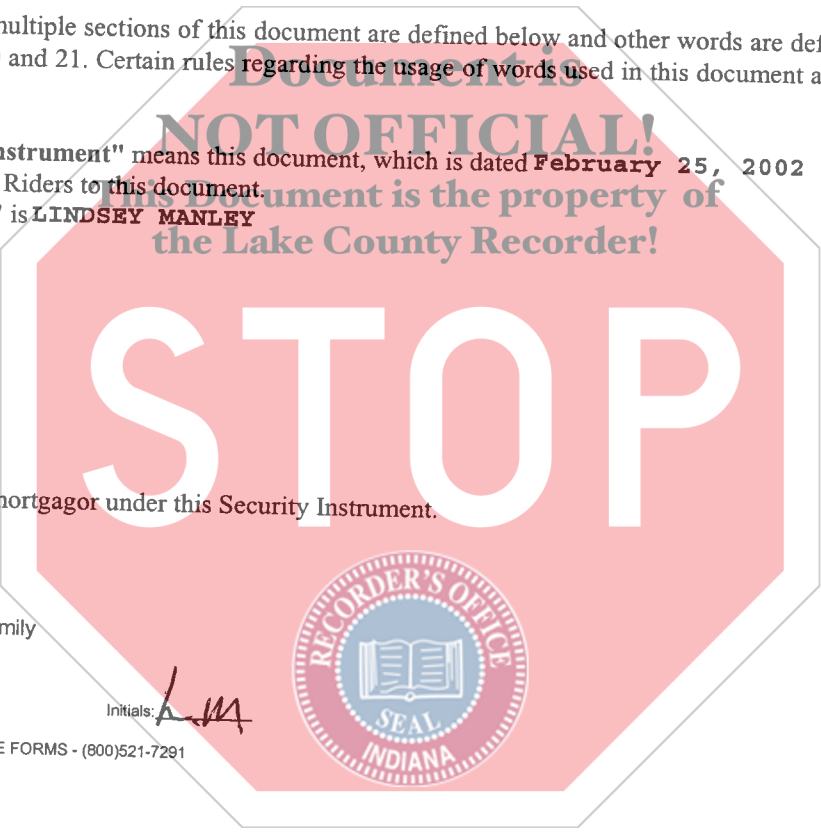 multiple sections of this document are defined below and other words are def
and 21. Certain rules regarding the usage of words used in this document a
Document is
NOT OFFICIAL!
nstrument" means this document, which is dated February 25, 2002
Riders to this document.
This Document is the property of
" is LINDSEY MANLEY
the Lake County Recorder!
STOP
mortgagor under this Security Instrument.
RECORDER'S OFFICE
SEAL
INDIANA
mily
Initials: L.M
E FORMS - (800)521-7291